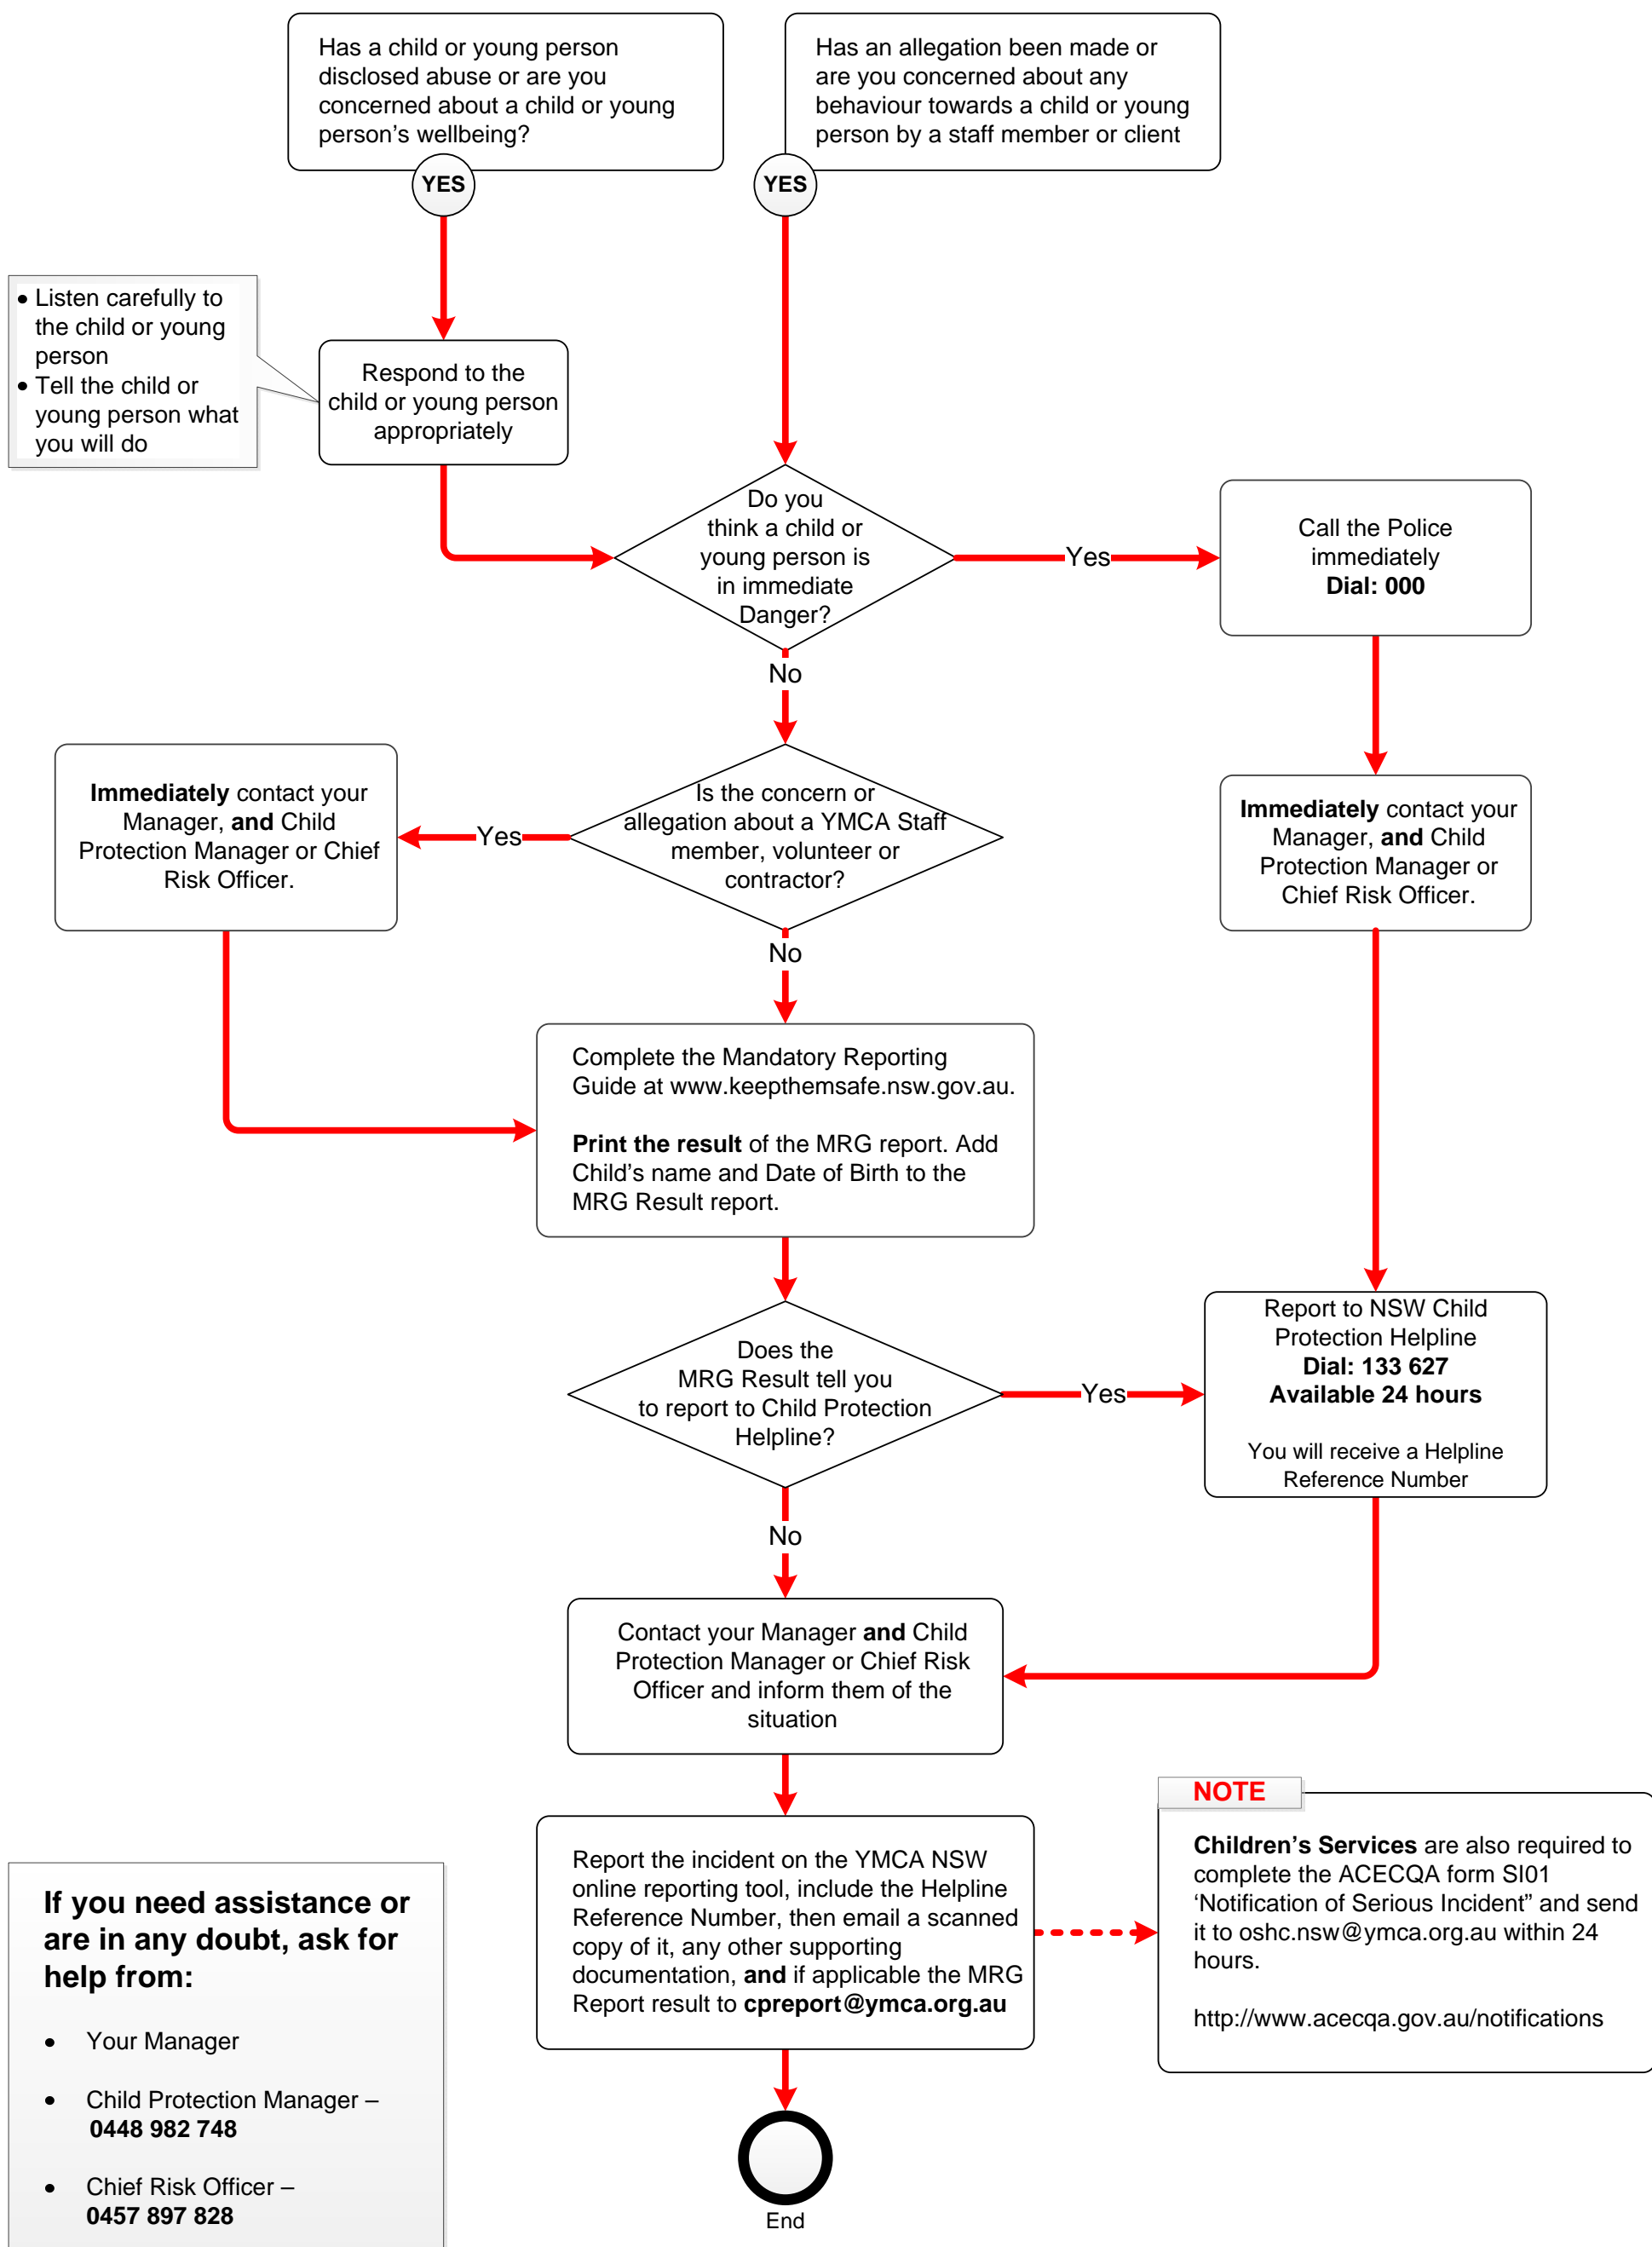 Has a child or young person
disclosed abuse or are you
concerned about a child or young
person's wellbeing?
YES
Has an allegation been made or
are you concerned about any
behaviour towards a child or young
person by a staff member or client
YES
• Listen carefully to
the child or young
person
• Tell the child or
young person what
you will do
Respond to the
child or young person
appropriately
Do you
think a child or
young person is
in immediate
Danger?
Yes
Call the Police
immediately
Dial: 000
No
Immediately contact your
Manager, and Child
Protection Manager or Chief
Risk Officer.
Yes
Is the concern or
allegation about a YMCA Staff
member, volunteer or
contractor?
Immediately contact your
Manager, and Child
Protection Manager or
Chief Risk Officer.
No
Complete the Mandatory Reporting
Guide at www.keepthemsafe.nsw.gov.au.
Print the result of the MRG report. Add
Child's name and Date of Birth to the
MRG Result report.
Does the
MRG Result tell you
to report to Child Protection
Helpline?
Yes
Report to NSW Child
Protection Helpline
Dial: 133 627
Available 24 hours
You will receive a Helpline
Reference Number
No
Contact your Manager and Child
Protection Manager or Chief Risk
Officer and inform them of the
situation
Report the incident on the YMCA NSW
online reporting tool, include the Helpline
Reference Number, then email a scanned
copy of it, any other supporting
documentation, and if applicable the MRG
Report result to cpreport@ymca.org.au
NOTE
Children's Services are also required to
complete the ACECQA form SI01
‘Notification of Serious Incident” and send
it to oshc.nsw@ymca.org.au within 24
hours.
http://www.acecqa.gov.au/notifications
If you need assistance or
are in any doubt, ask for
help from:
• Your Manager
• Child Protection Manager –
0448 982 748
• Chief Risk Officer –
0457 897 828
End